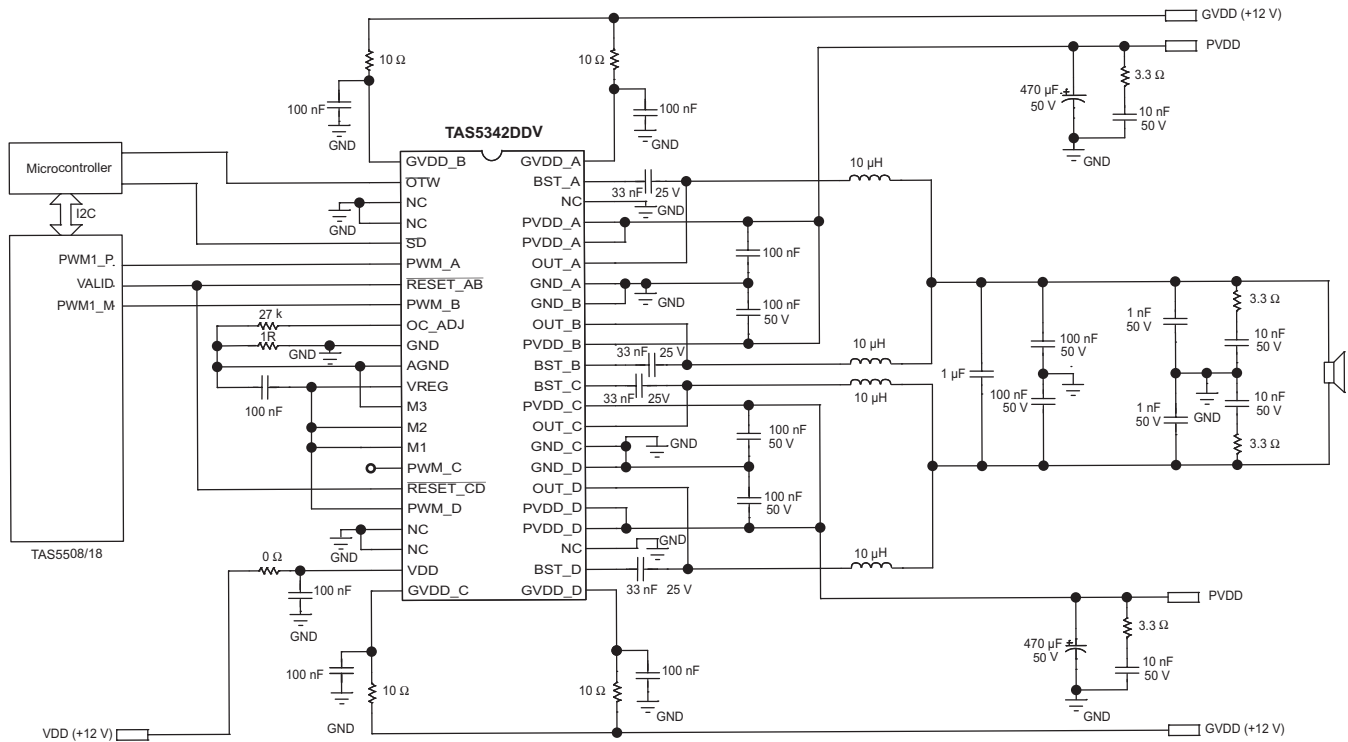 GVDD (+12 V)
PVDD
10 Ω
10 Ω
3.3 Ω
470 µF
50 V
10 nF
50 V
100 nF
100 nF
GND
GND
GND
TAS5342DDV
Microcontroller
I2C
PWM1_P
VALID
PWM1_M
TAS5508/18
GVDD_B
OTW
NC
NC
SD
PWM_A
RESET_AB
PWM_B
OC_ADJ
GND
AGND
VREG
M3
M2
M1
PWM_C
RESET_CD
PWM_D
NC
NC
VDD
GVDD_C
GVDD_A
BST_A
NC
PVDD_A
PVDD_A
OUT_A
GND_A
GND_B
OUT_B
PVDD_B
BST_B
BST_C
PVDD_C
OUT_C
GND_C
GND_D
OUT_D
PVDD_D
PVDD_D
NC
BST_D
GVDD_D
GND
27 k
1R
GND
100 nF
GND
0 Ω
100 nF
GND
33 nF 25 V
GND
100 nF
GND
100 nF
50 V
33 nF 25 V
33 nF 25V
100 nF
50 V
GND
100 nF
50 V
GND
33 nF 25 V
10 µH
10 µH
10 µH
10 µH
1 µF
100 nF
50 V
100 nF
50 V
1 nF
50 V
1 nF
50 V
GND
3.3 Ω
10 nF
50 V
10 nF
50 V
3.3 Ω
PVDD
3.3 Ω
470 µF
50 V
10 nF
50 V
GND
100 nF
100 nF
10 Ω
10 Ω
GND
GND
VDD (+12 V)
GVDD (+12 V)